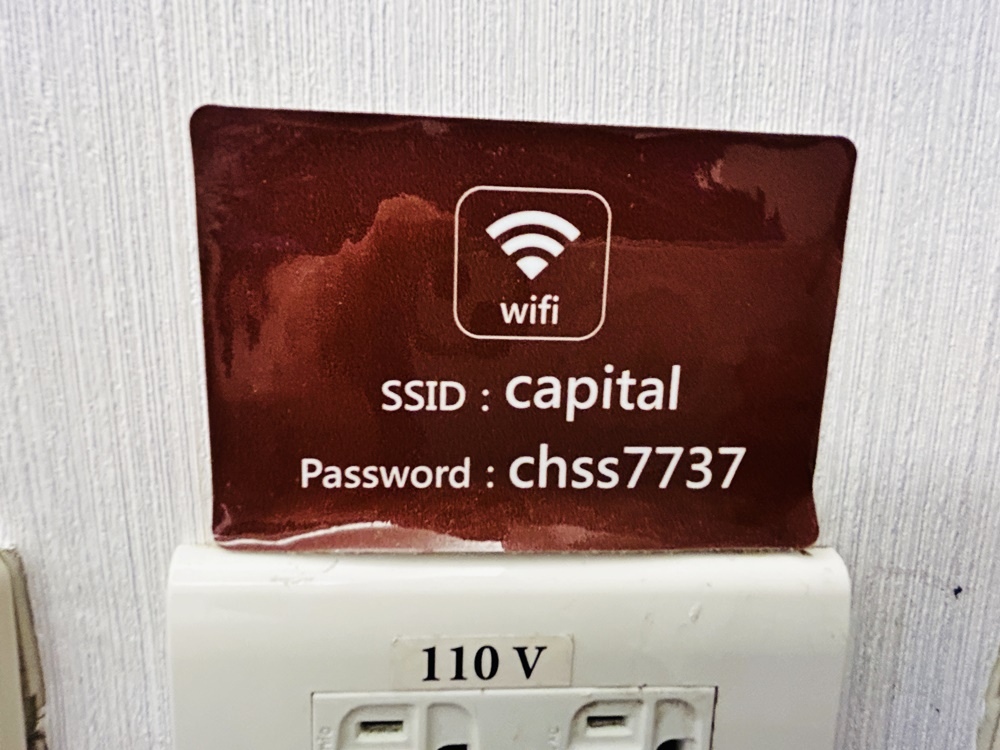 wifi
SSID : capital
Password : chss7737
110 V